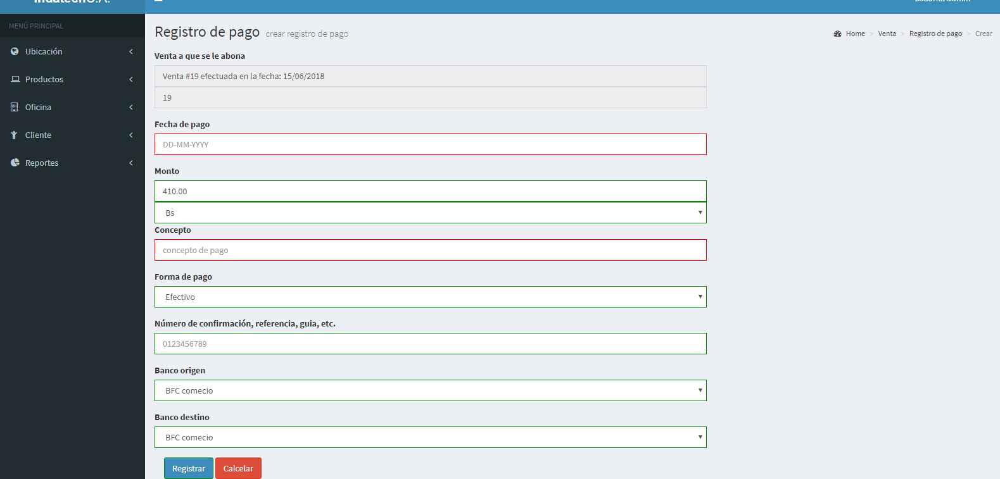 MENÚ PRINCIPAL
Ubicación
Productos
Oficina
Cliente
Reportes
Registro de pago crear registro de pago
Home > Venta > Registro de pago > Crear
Venta a que se le abona
Venta #19 efectuada en la fecha: 15/06/2018
19
Fecha de pago
DD-MM-YYYY
Monto
410.00
Bs
Concepto
concepto de pago
Forma de pago
Efectivo
Número de confirmación, referencia, guia, etc.
0123456789
Banco origen
BFC comecio
Banco destino
BFC comecio
Registrar Calcelar